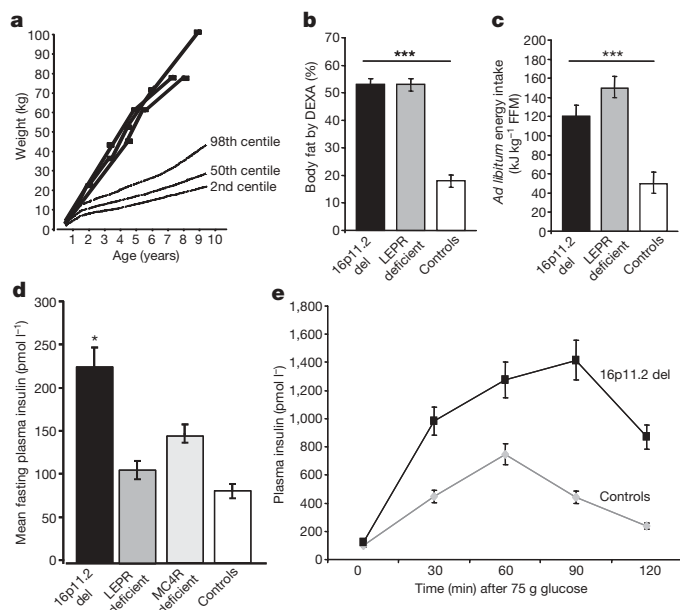 a
Weight (kg)
100
90
80
70
60
50
40
30
20
10
0
98th centile
50th centile
2nd centile
1 2 3 4 5 6 7 8 9 10
Age (years)
b
Body fat by DEXA (%)
70
60
50
40
30
20
10
0
***
16p11.2
del
LEPR
deficient
Controls
c
Ad libitum energy intake
(kJ kg⁻¹ FFM)
200
180
160
140
120
100
80
60
40
20
0
***
16p11.2
del
LEPR
deficient
Controls
d
Mean fasting plasma insulin (pmol l⁻¹)
300
250
200
150
100
50
0
*
16p11.2
del
LEPR
deficient
MC4R
deficient
Controls
e
Plasma insulin (pmol l⁻)
1,800
1,600
1,400
1,200
1,000
800
600
400
200
0
16p11.2 del
Controls
0 30 60 90 120
Time (min) after 75 g glucose